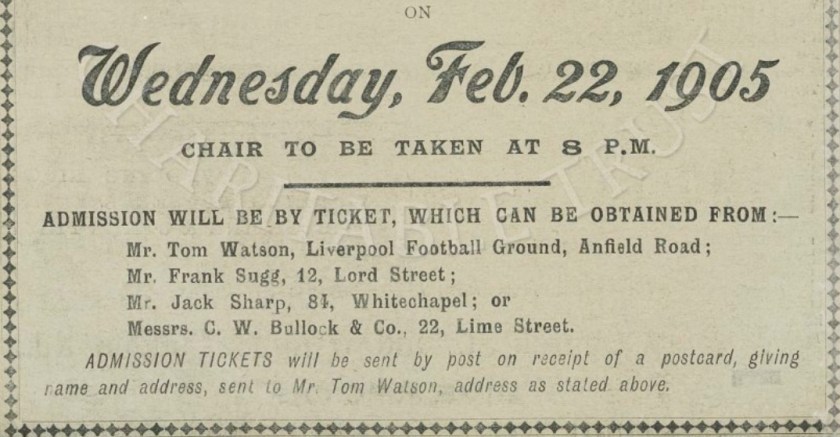 ON
Wednesday, Feb. 22, 1905
CHAIR TO BE TAKEN AT 8 P.M.
ADMISSION WILL BE BY TICKET, WHICH CAN BE OBTAINED FROM:—
Mr. Tom Watson, Liverpool Football Ground, Anfield Road;
Mr. Frank Sugg, 12, Lord Street;
Mr. Jack Sharp, 84, Whitechapel; or
Messrs. C. W. Bullock & Co., 22, Lime Street.
ADMISSION TICKETS will be sent by post on receipt of a postcard, giving
name and address, sent to Mr. Tom Watson, address as stated above.
CHARITABLE TRUST